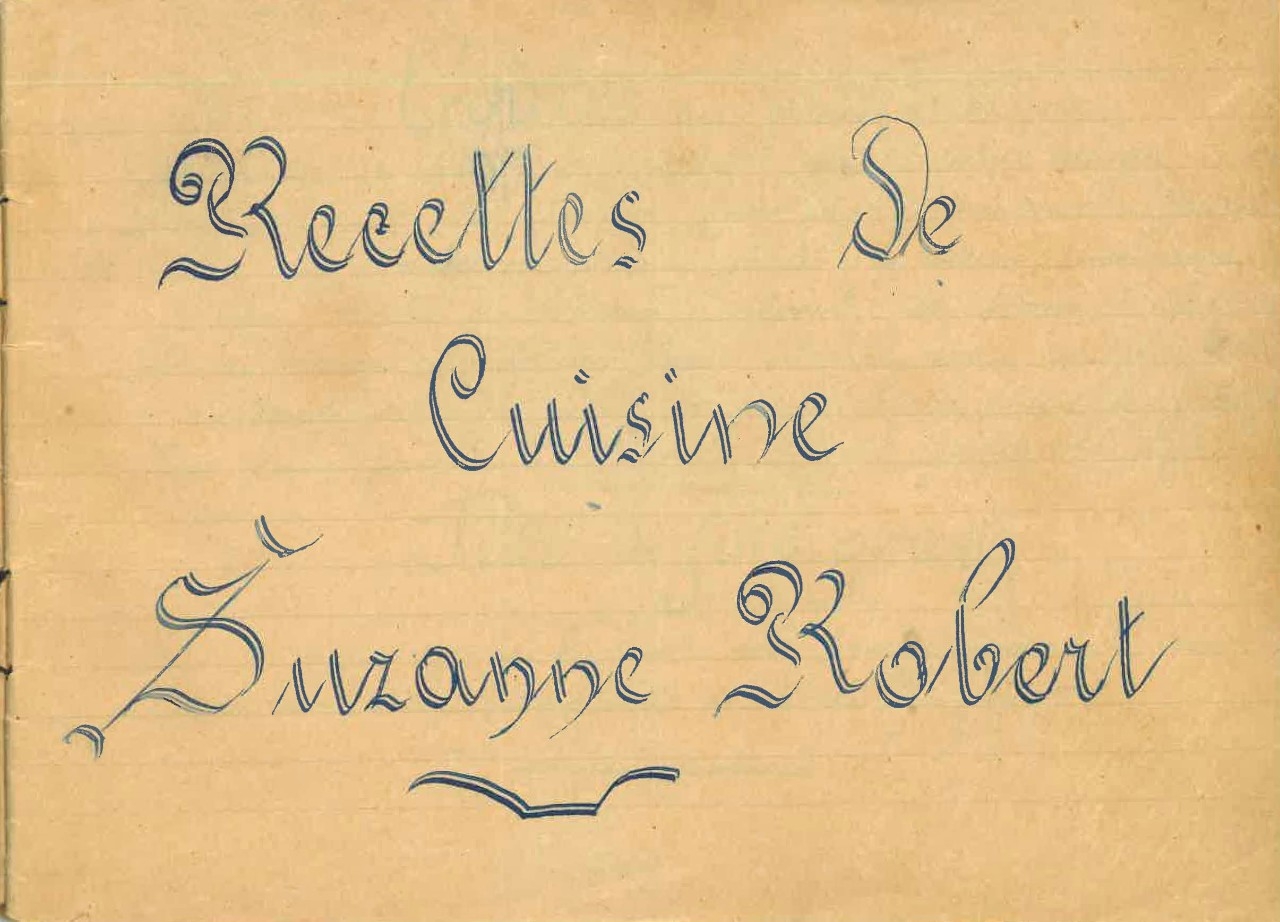 Recettes De
Cuisine
Suzanne Robert